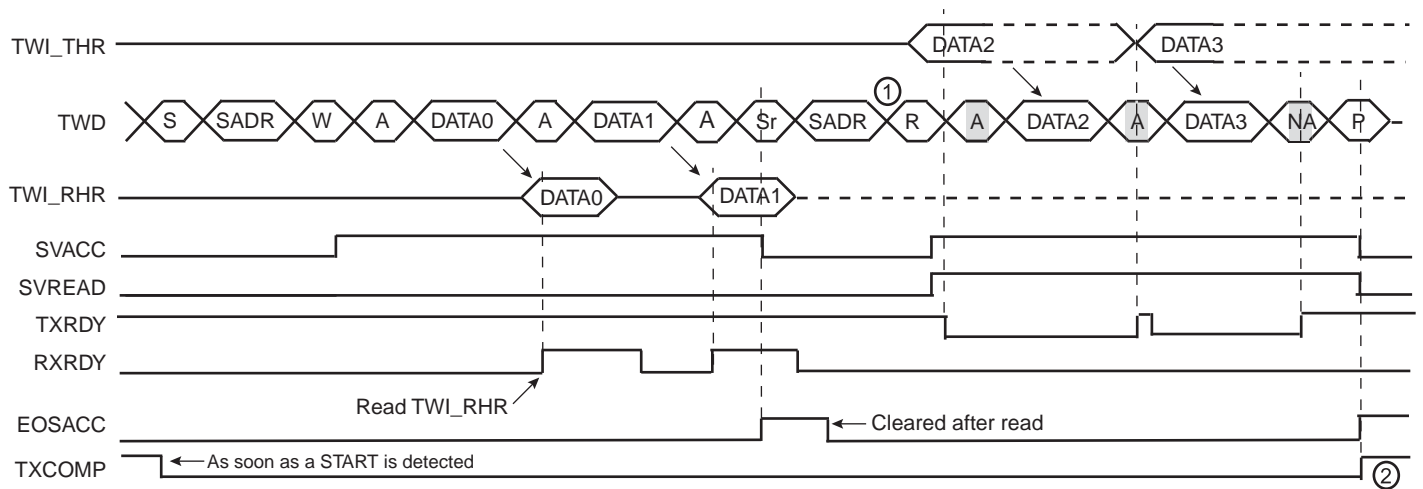 TWI_THR DATA2 DATA3
TWD S SADR W A DATA0 A DATA1 A Sr SADR 1 R A DATA2 A DATA3 NA P
TWI_RHR DATA0 DATA1
SVACC
SVREAD
TXRDY
RXRDY
Read TWI_RHR
EOSACC Cleared after read
TXCOMP As soon as a START is detected 2